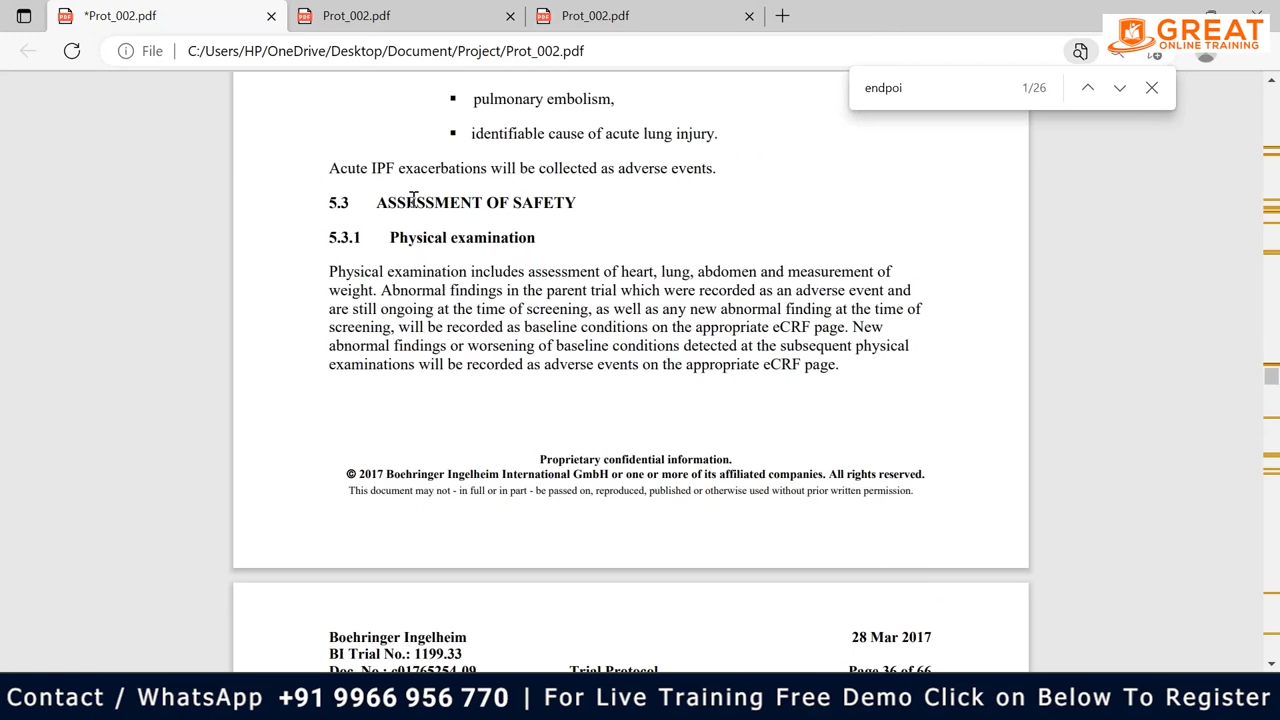 *Prot_002.pdf
Prot_002.pdf
Prot_002.pdf
File
C:/Users/HP/OneDrive/Desktop/Document/Project/Prot_002.pdf
GREAT
ONLINE TRAINING
endpoi
1/26
▪ pulmonary embolism,
▪ identifiable cause of acute lung injury.
Acute IPF exacerbations will be collected as adverse events.
5.3 ASSESSMENT OF SAFETY
5.3.1 Physical examination
Physical examination includes assessment of heart, lung, abdomen and measurement of
weight. Abnormal findings in the parent trial which were recorded as an adverse event and
are still ongoing at the time of screening, as well as any new abnormal finding at the time of
screening, will be recorded as baseline conditions on the appropriate eCRF page. New
abnormal findings or worsening of baseline conditions detected at the subsequent physical
examinations will be recorded as adverse events on the appropriate eCRF page.
Proprietary confidential information.
© 2017 Boehringer Ingelheim International GmbH or one or more of its affiliated companies. All rights reserved.
This document may not - in full or in part - be passed on, reproduced, published or otherwise used without prior written permission.
Boehringer Ingelheim 28 Mar 2017
BI Trial No.: 1199.33
Doc. No.: c01765254-09 Trial Protocol Page 36 of 66
Contact / WhatsApp +91 9966 956 770 | For Live Training Free Demo Click on Below To Register